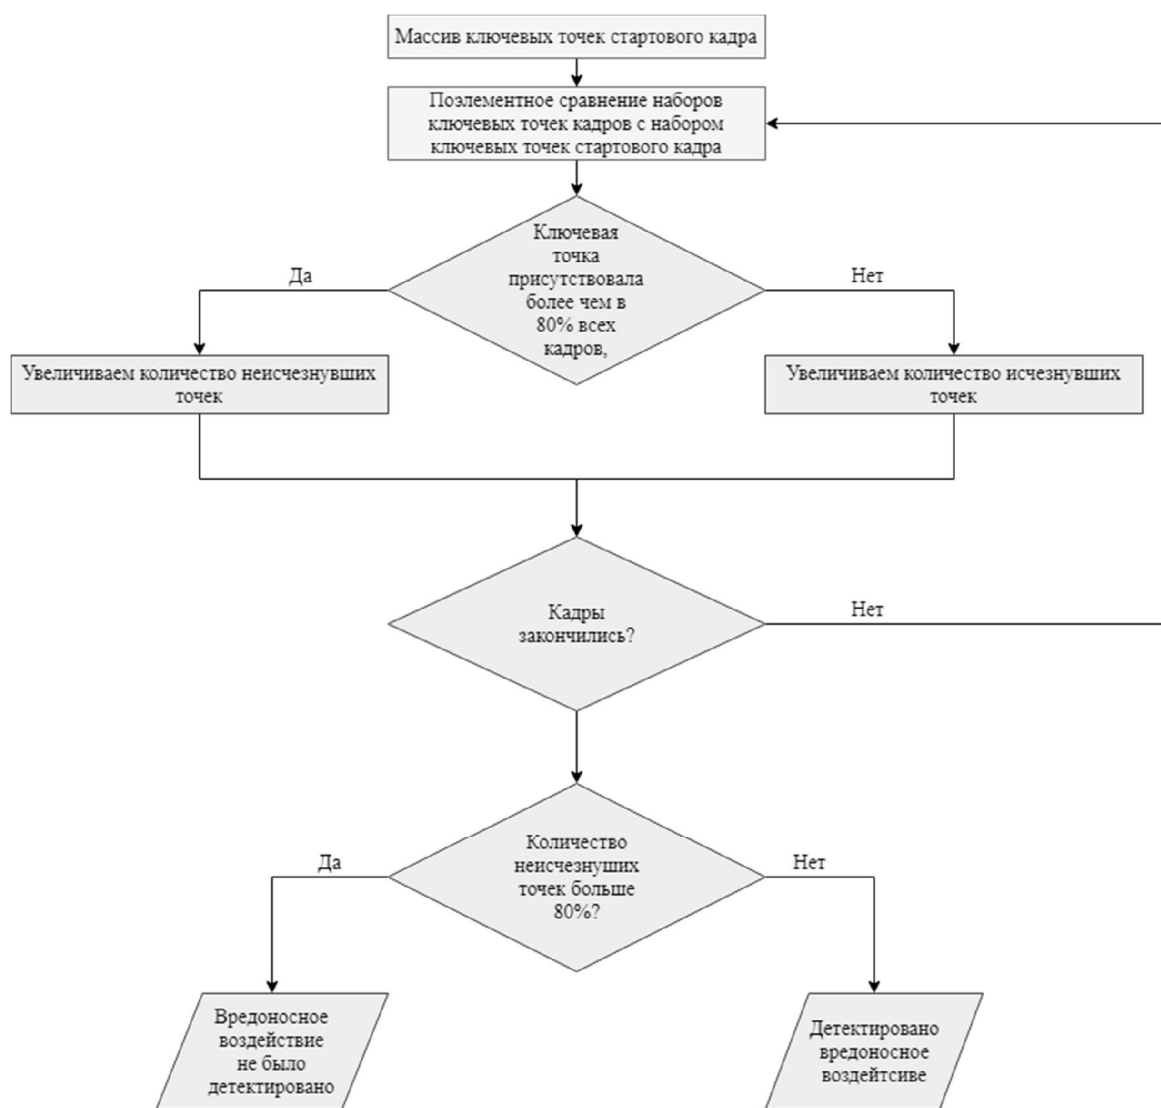 Массив ключевых точек стартового кадра
Поэлементное сравнение наборов
ключевых точек кадров с набором
ключевых точек стартового кадра
Ключевая
точка
присутствовала
более чем в
80% всех
кадров,
Да
Нет
Увеличиваем количество неисчезнувших
точек
Увеличиваем количество исчезнувших
точек
Кадры
закончились?
Нет
Количество
неисчезнуших
точек больше
80%?
Да
Нет
Вредоносное
воздействие
не было
детектировано
Детектировано
вредоносное
воздейтсиве